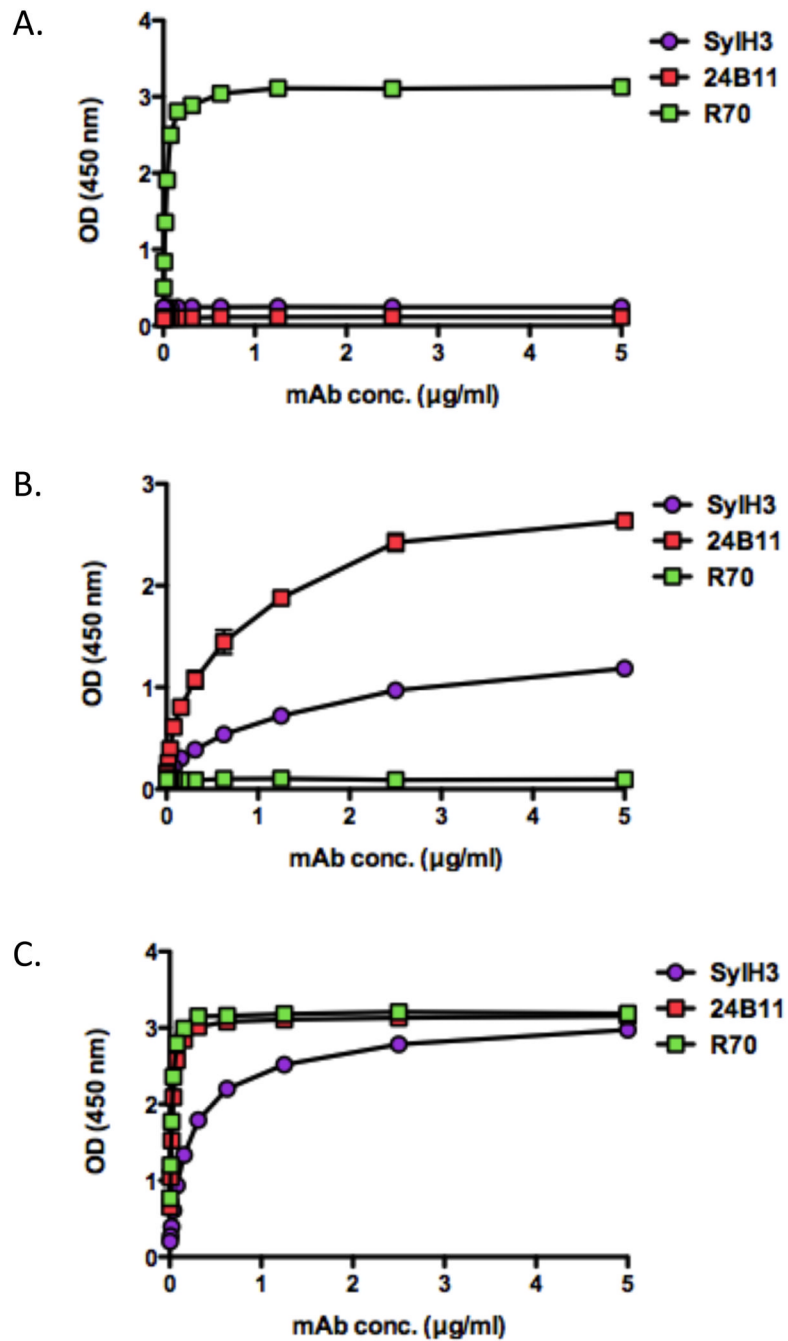 A.
4
3
2
1
0
OD (450 nm)
0 1 2 3 4 5
mAb conc. (µg/ml)
SylH3
24B11
R70
B.
3
2
1
0
OD (450 nm)
0 1 2 3 4 5
mAb conc. (µg/ml)
SylH3
24B11
R70
C.
4
3
2
1
0
OD (450 nm)
0 1 2 3 4 5
mAb conc. (µg/ml)
SylH3
24B11
R70